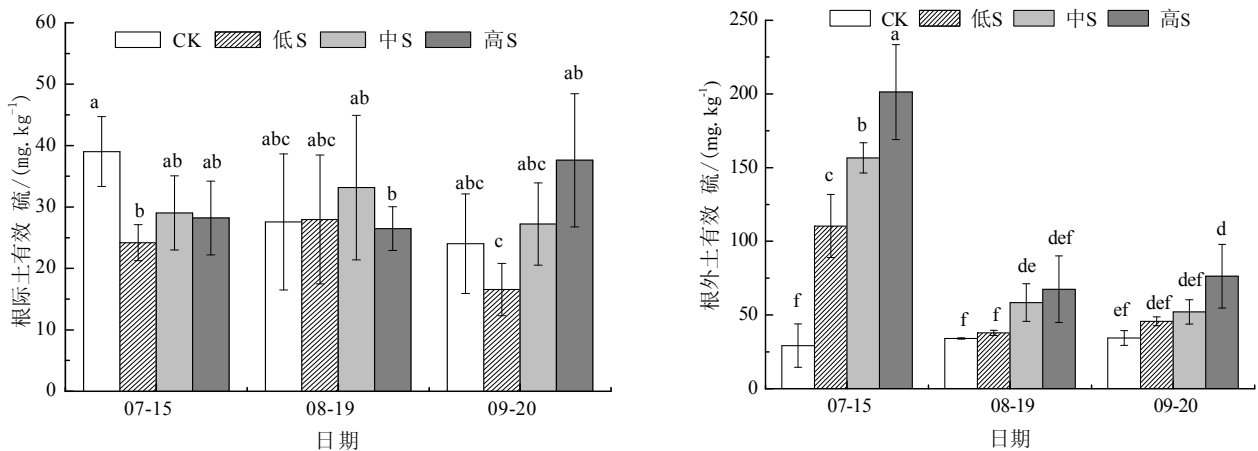 60
CK 低S 中S 高S
50
40
30
20
10
0
根际土有效 硫/(mg. kg⁻¹)
a
b
ab
ab
abc
abc
ab
b
abc
c
abc
ab
07-15 08-19 09-20
日期
250
CK 低S 中S 高S
200
150
100
50
0
根外土有效 硫/(mg. kg⁻¹)
f
c
b
a
f
f
de
def
ef
def
def
d
07-15 08-19 09-20
日期